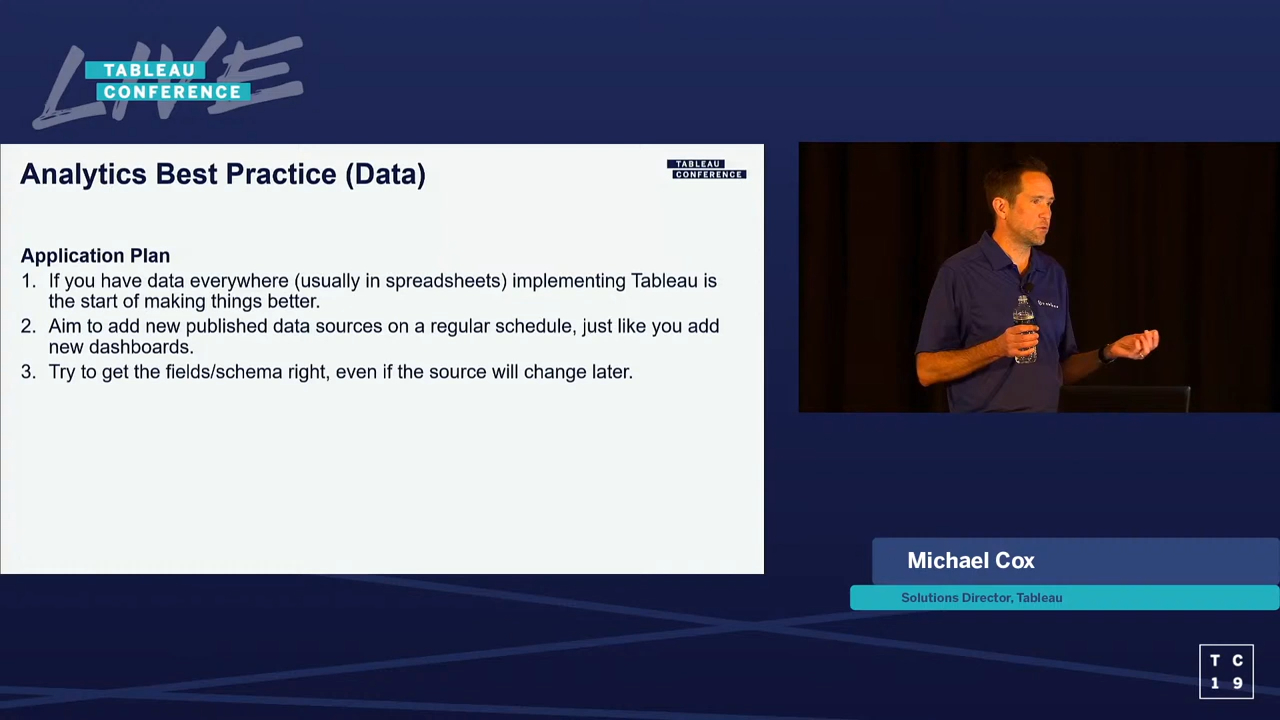 LIVE
TABLEAU
CONFERENCE
Analytics Best Practice (Data)
TABLEAU
CONFERENCE
Application Plan
1. If you have data everywhere (usually in spreadsheets) implementing Tableau is
the start of making things better.
2. Aim to add new published data sources on a regular schedule, just like you add
new dashboards.
3. Try to get the fields/schema right, even if the source will change later.
Michael Cox
Solutions Director, Tableau
T C
1 9